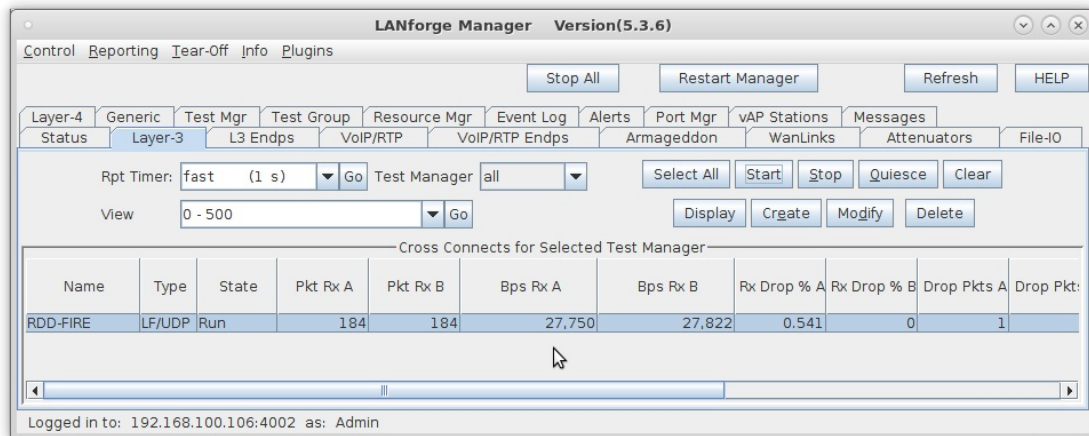 LANforge Manager Version(5.3.6)
Control Reporting Tear-Off Info Plugins
Stop All Restart Manager Refresh HELP
Layer-4 Generic Test Mgr Test Group Resource Mgr Event Log Alerts Port Mgr vAP Stations Messages
Status Layer-3 L3 Endps VoIP/RTP VoIP/RTP Endps Armageddon WanLinks Attenuators File-IO
Rpt Timer: fast (1 s) Go Test Manager all Select All Start Stop Quiesce Clear
View 0 - 500 Go Display Create Modify Delete
Cross Connects for Selected Test Manager
Name Type State Pkt Rx A Pkt Rx B Bps Rx A Bps Rx B Rx Drop % A Rx Drop % B Drop Pkts A Drop Pkts
RDD-FIRE LF/UDP Run 184 184 27,750 27,822 0.541 0 1
Logged in to: 192.168.100.106:4002 as: Admin